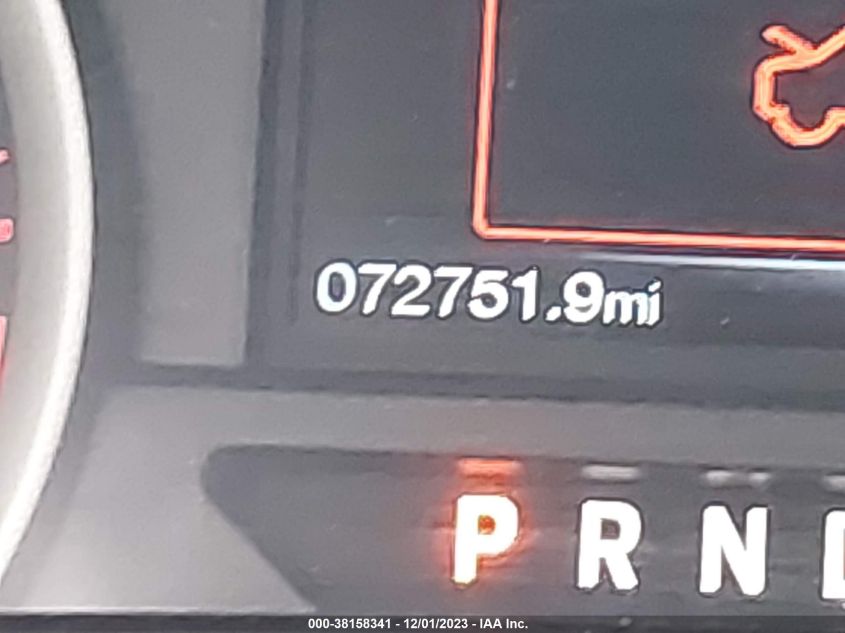 072751.9mi
P R N
000-38158341 - 12/01/2023 - IAA Inc.